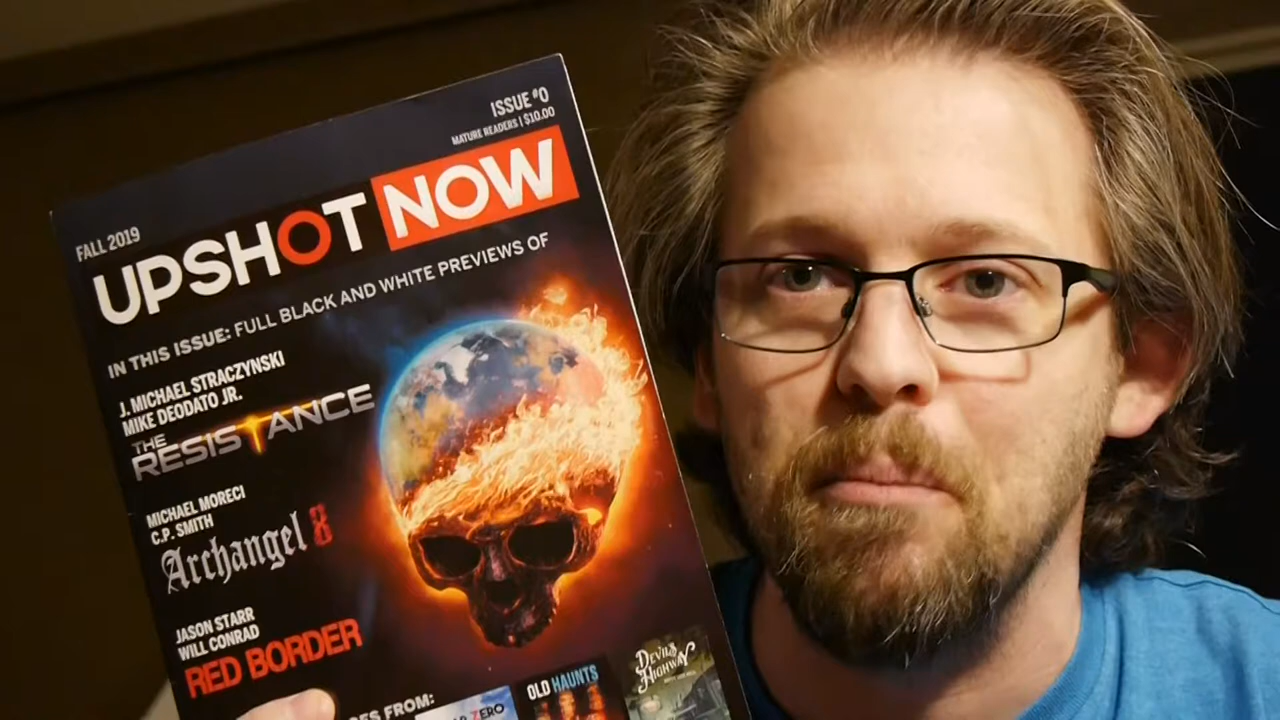 ISSUE #0
MATURE READERS | $10.00
FALL 2019
UPSHOT NOW
IN THIS ISSUE: FULL BLACK AND WHITE PREVIEWS OF
J. MICHAEL STRACZYNSKI
MIKE DEODATO JR.
THE
RESISTANCE
MICHAEL MORECI
C.P. SMITH
Archangel 8
JASON STARR
WILL CONRAD
RED BORDER
FROM:
ZERO
OLD HAUNTS
DEVIL'S
HIGHWAY